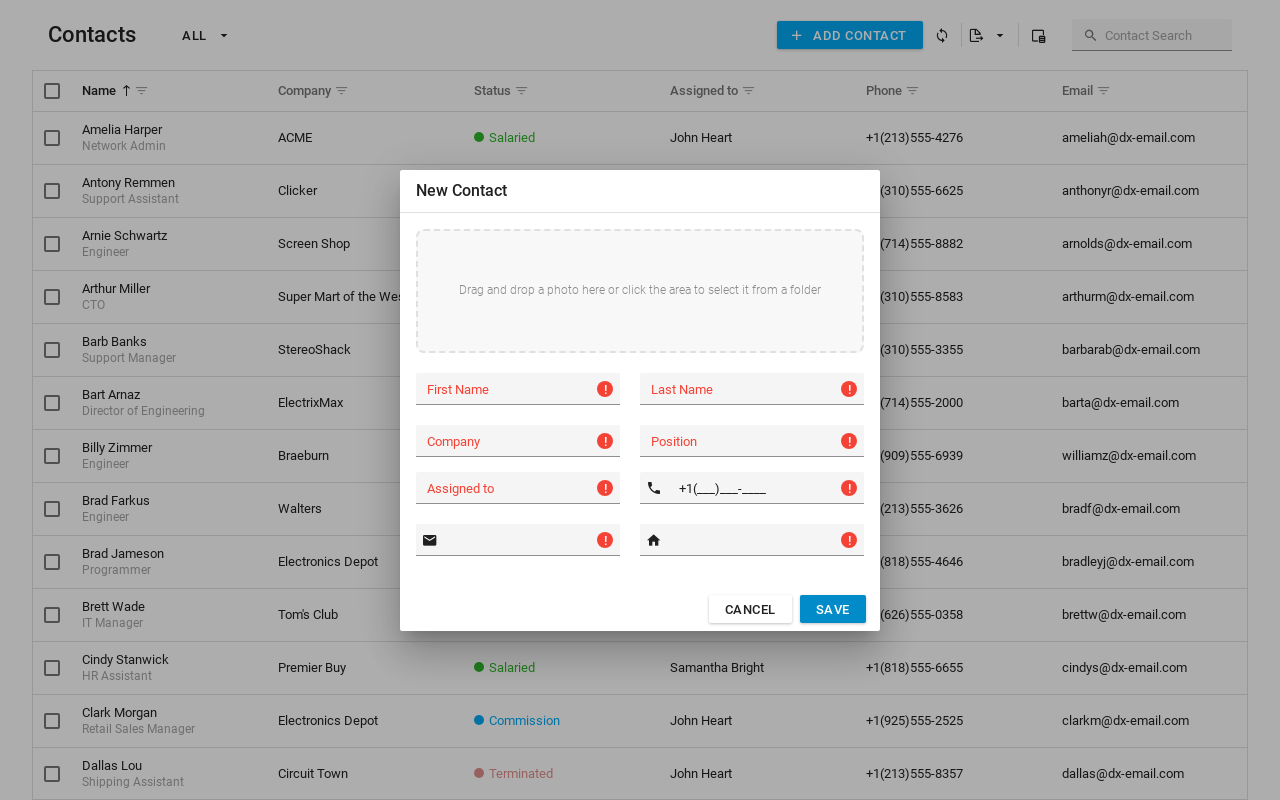 Contacts ALL ADD CONTACT Contact Search
Name Company Status Assigned to Phone Email
Amelia Harper
Network Admin
ACME Salaried John Heart +1(213)555-4276 ameliah@dx-email.com
Antony Remmen
Support Assistant
Clicker (310)555-6625 anthonyr@dx-email.com
Arnie Schwartz
Engineer
Screen Shop (714)555-8882 arnolds@dx-email.com
Arthur Miller
CTO
Super Mart of the Wes (310)555-8583 arthurm@dx-email.com
Barb Banks
Support Manager
StereoShack (310)555-3355 barbarab@dx-email.com
Bart Arnaz
Director of Engineering
ElectrixMax (714)555-2000 barta@dx-email.com
Billy Zimmer
Engineer
Braeburn (909)555-6939 williamz@dx-email.com
Brad Farkus
Engineer
Walters (213)555-3626 bradf@dx-email.com
Brad Jameson
Programmer
Electronics Depot (818)555-4646 bradleyj@dx-email.com
Brett Wade
IT Manager
Tom's Club (626)555-0358 brettw@dx-email.com
Cindy Stanwick
HR Assistant
Premier Buy Salaried Samantha Bright +1(818)555-6655 cindys@dx-email.com
Clark Morgan
Retail Sales Manager
Electronics Depot Commission John Heart +1(925)555-2525 clarkm@dx-email.com
Dallas Lou
Shipping Assistant
Circuit Town Terminated John Heart +1(213)555-8357 dallas@dx-email.com
New Contact
Drag and drop a photo here or click the area to select it from a folder
First Name Last Name
Company Position
Assigned to +1(___)___-____
CANCEL SAVE